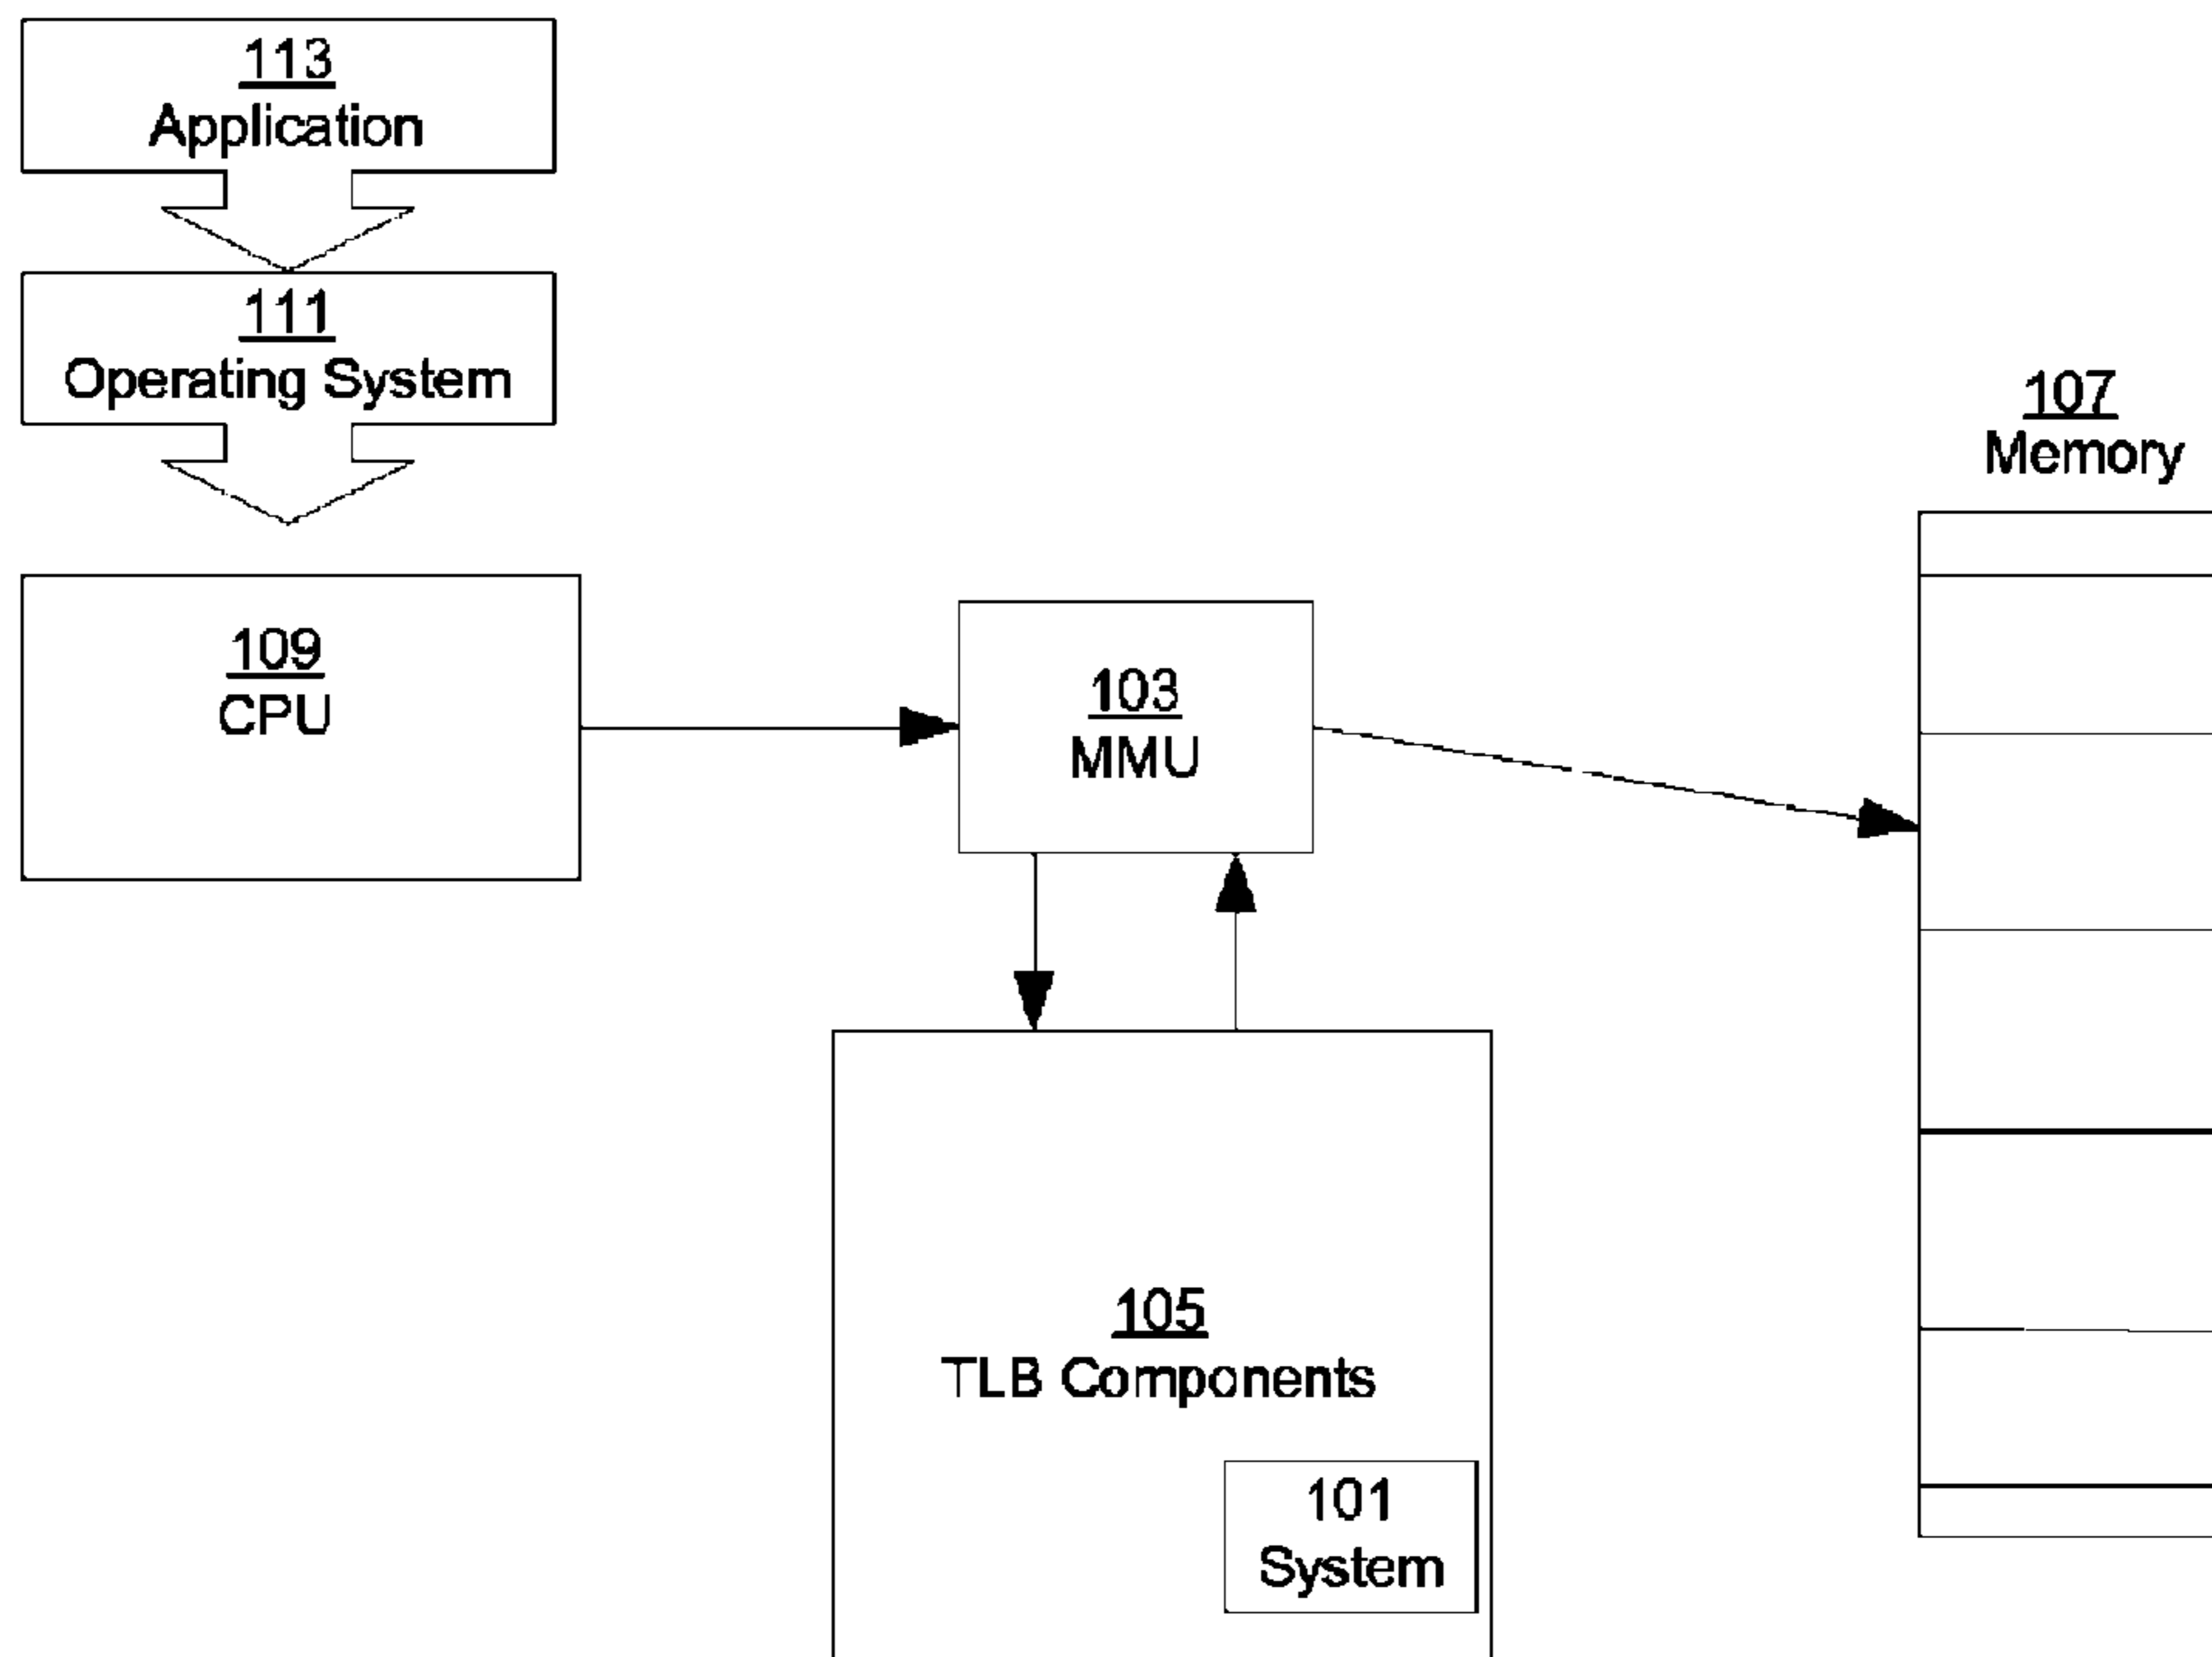 113
Application
111
Operating System
107
Memory
109
CPU
103
MMU
105
TLB Components
101
System